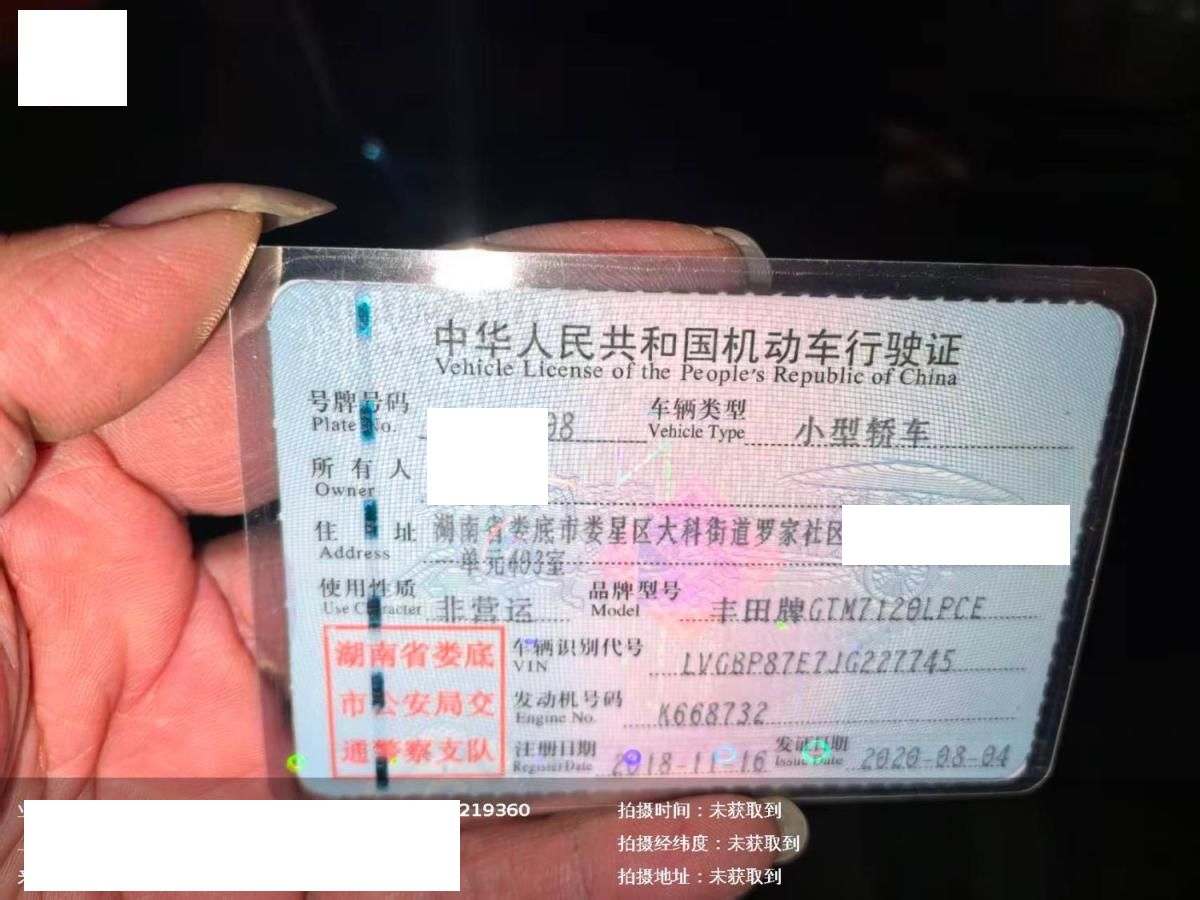 中华人民共和国机动车行驶证
Vehicle License of the People's Republic of China
号牌号码 98 车辆类型 小型轿车
Plate No. Vehicle Type
所有人
Owner
住址 湖南省娄底市娄星区大科街道罗家社区
Address 单元403室
使用性质 非营运 品牌型号 丰田牌GTM7120LPCE
Use Character Model
湖南省娄底
市公安局交
通警察支队
车辆识别代号 LVGBP87E7JG227745
VIN
发动机号码 K668732
Engine No.
注册日期 2018-11-16 发证日期 2020-08-04
Register Date Issue Date
219360
拍摄时间：未获取到
拍摄经纬度：未获取到
拍摄地址：未获取到